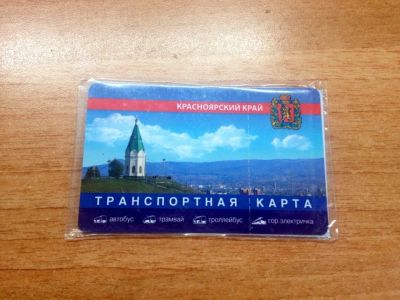 КРАСНОЯРСКИЙ КРАЙ
ТРАНСПОРТНАЯ КАРТА
автобус трамвай троллейбус гор.электричка